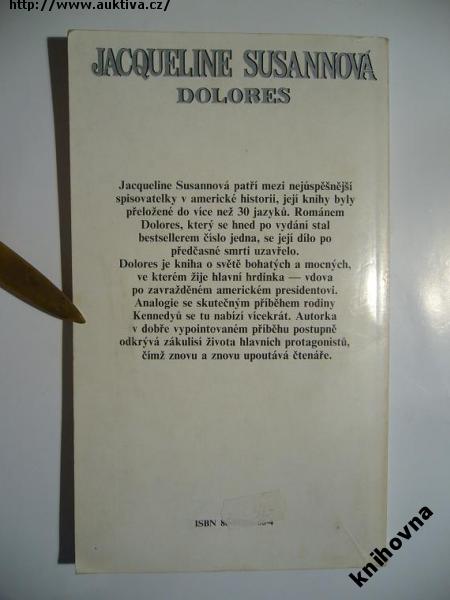 http://www.auktiva.cz/
JACQUELINE SUSANNOVÁ
DOLORES
Jacqueline Susannová patří mezi nejúspěšnější
spisovatelky v americké historii, její knihy byly
přeložené do více než 30 jazyků. Románem
Dolores, který se hned po vydání stal
bestsellerem číslo jedna, se její dílo po
předčasné smrti uzavřelo.
Dolores je kniha o světě bohatých a mocných,
ve kterém žije hlavní hrdinka — vdova
po zavražděném americkém presidentovi.
Analogie se skutečným příběhem rodiny
Kennedyů se tu nabízí vícekrát. Autorka
v dobře vypointovaném příběhu postupně
odkrývá zákulisí života hlavních protagonistů,
čímž znovu a znovu upoutává čtenáře.
ISBN
knihovna